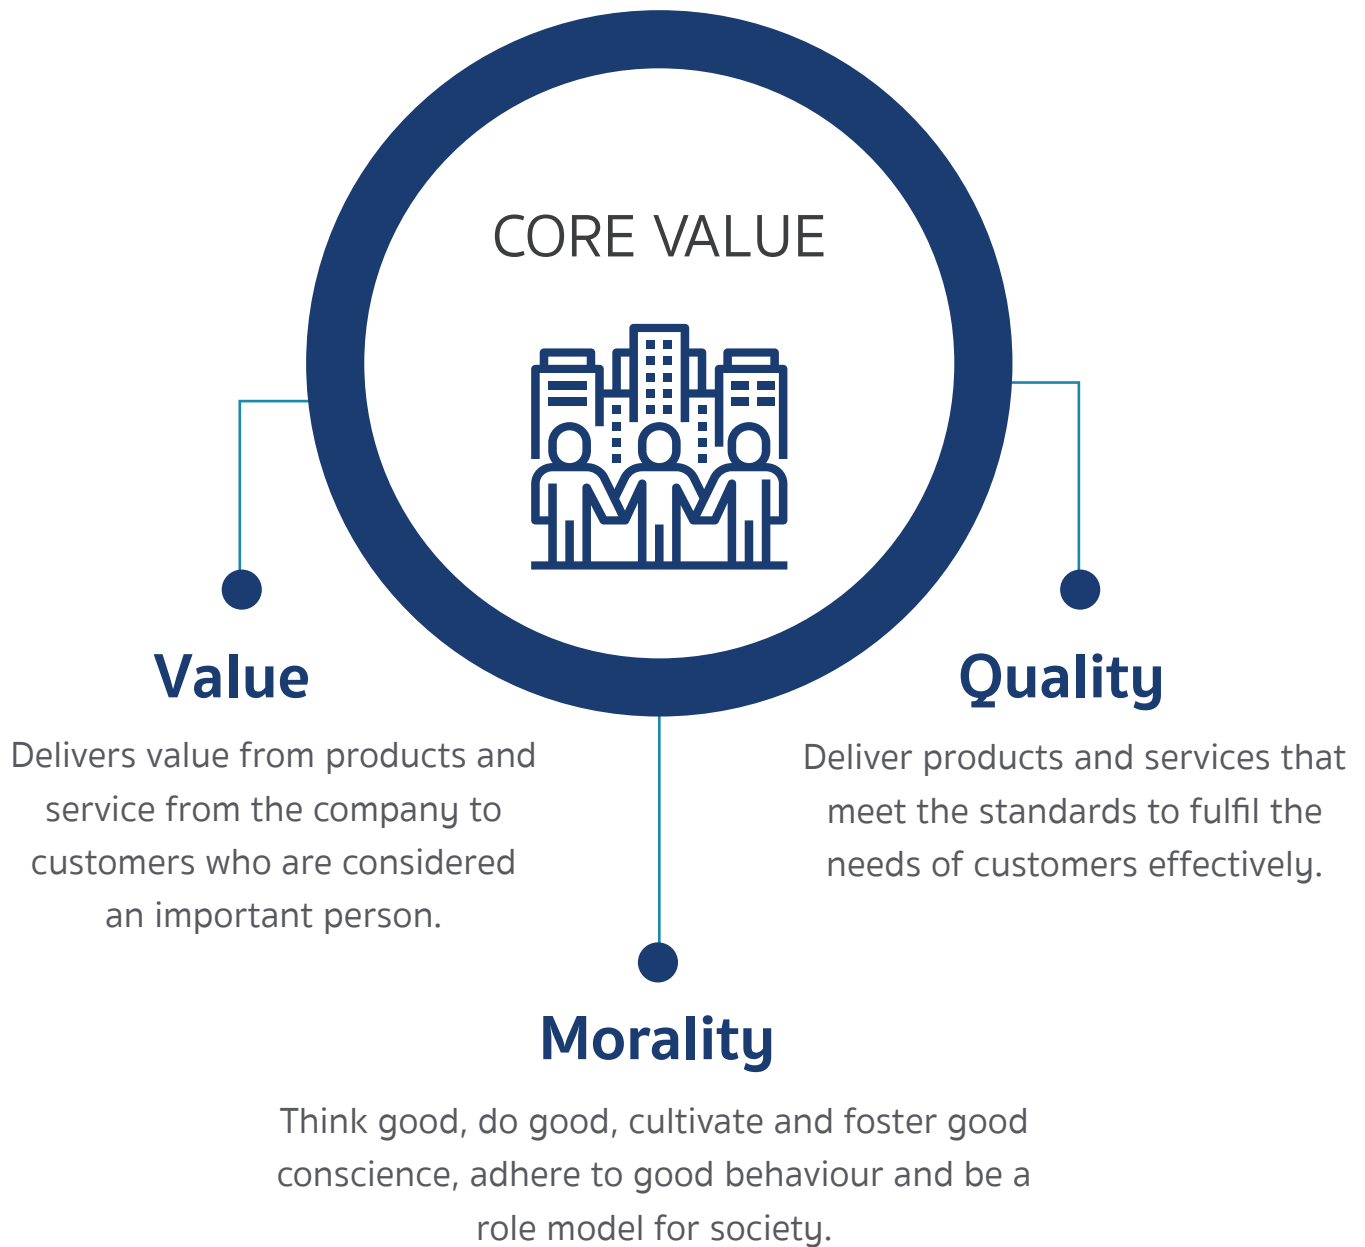 CORE VALUE
Value
Delivers value from products and
service from the company to
customers who are considered
an important person.
Quality
Deliver products and services that
meet the standards to fulfil the
needs of customers effectively.
Morality
Think good, do good, cultivate and foster good
conscience, adhere to good behaviour and be a
role model for society.